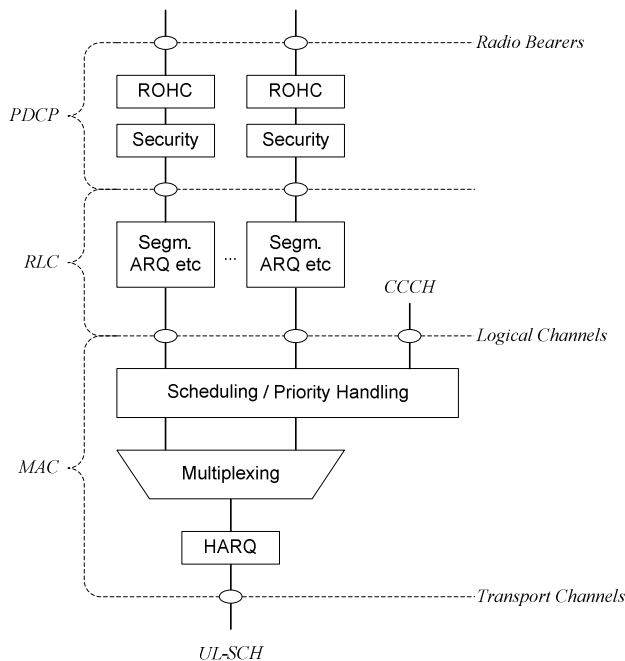 Radio Bearers
ROHC ROHC
PDCP
Security Security
Segm. ARQ etc ... Segm. ARQ etc
RLC
CCCH
Logical Channels
Scheduling / Priority Handling
MAC
Multiplexing
HARQ
Transport Channels
UL-SCH